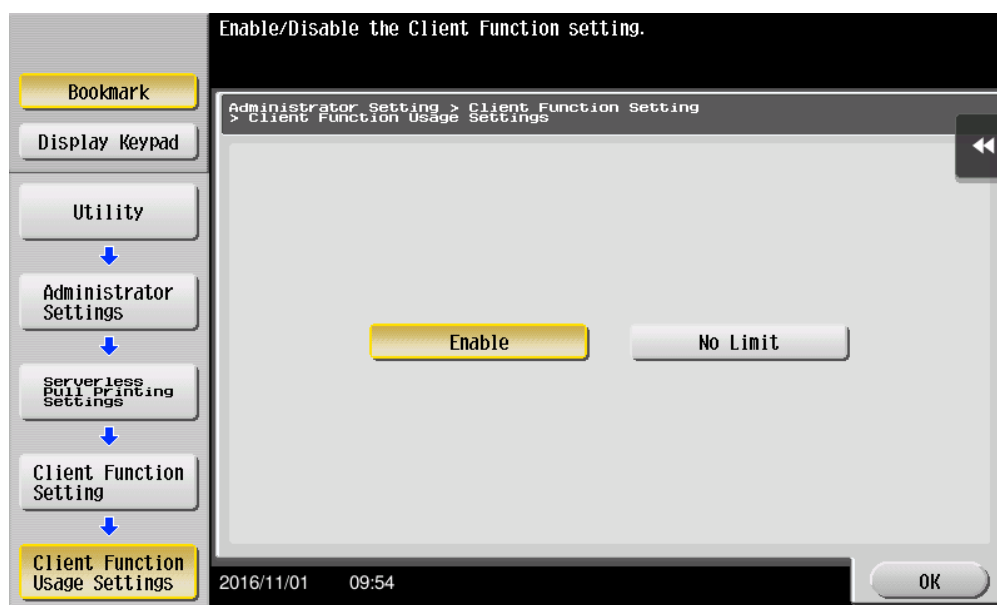 Enable/Disable the Client Function setting.
Bookmark
Display Keypad
Utility
Administrator
Settings
Serverless
Pull Printing
Settings
Client Function
Setting
Client Function
Usage Settings
Administrator Setting > Client Function Setting
> Client Function Usage Settings
Enable
No Limit
2016/11/01 09:54
OK